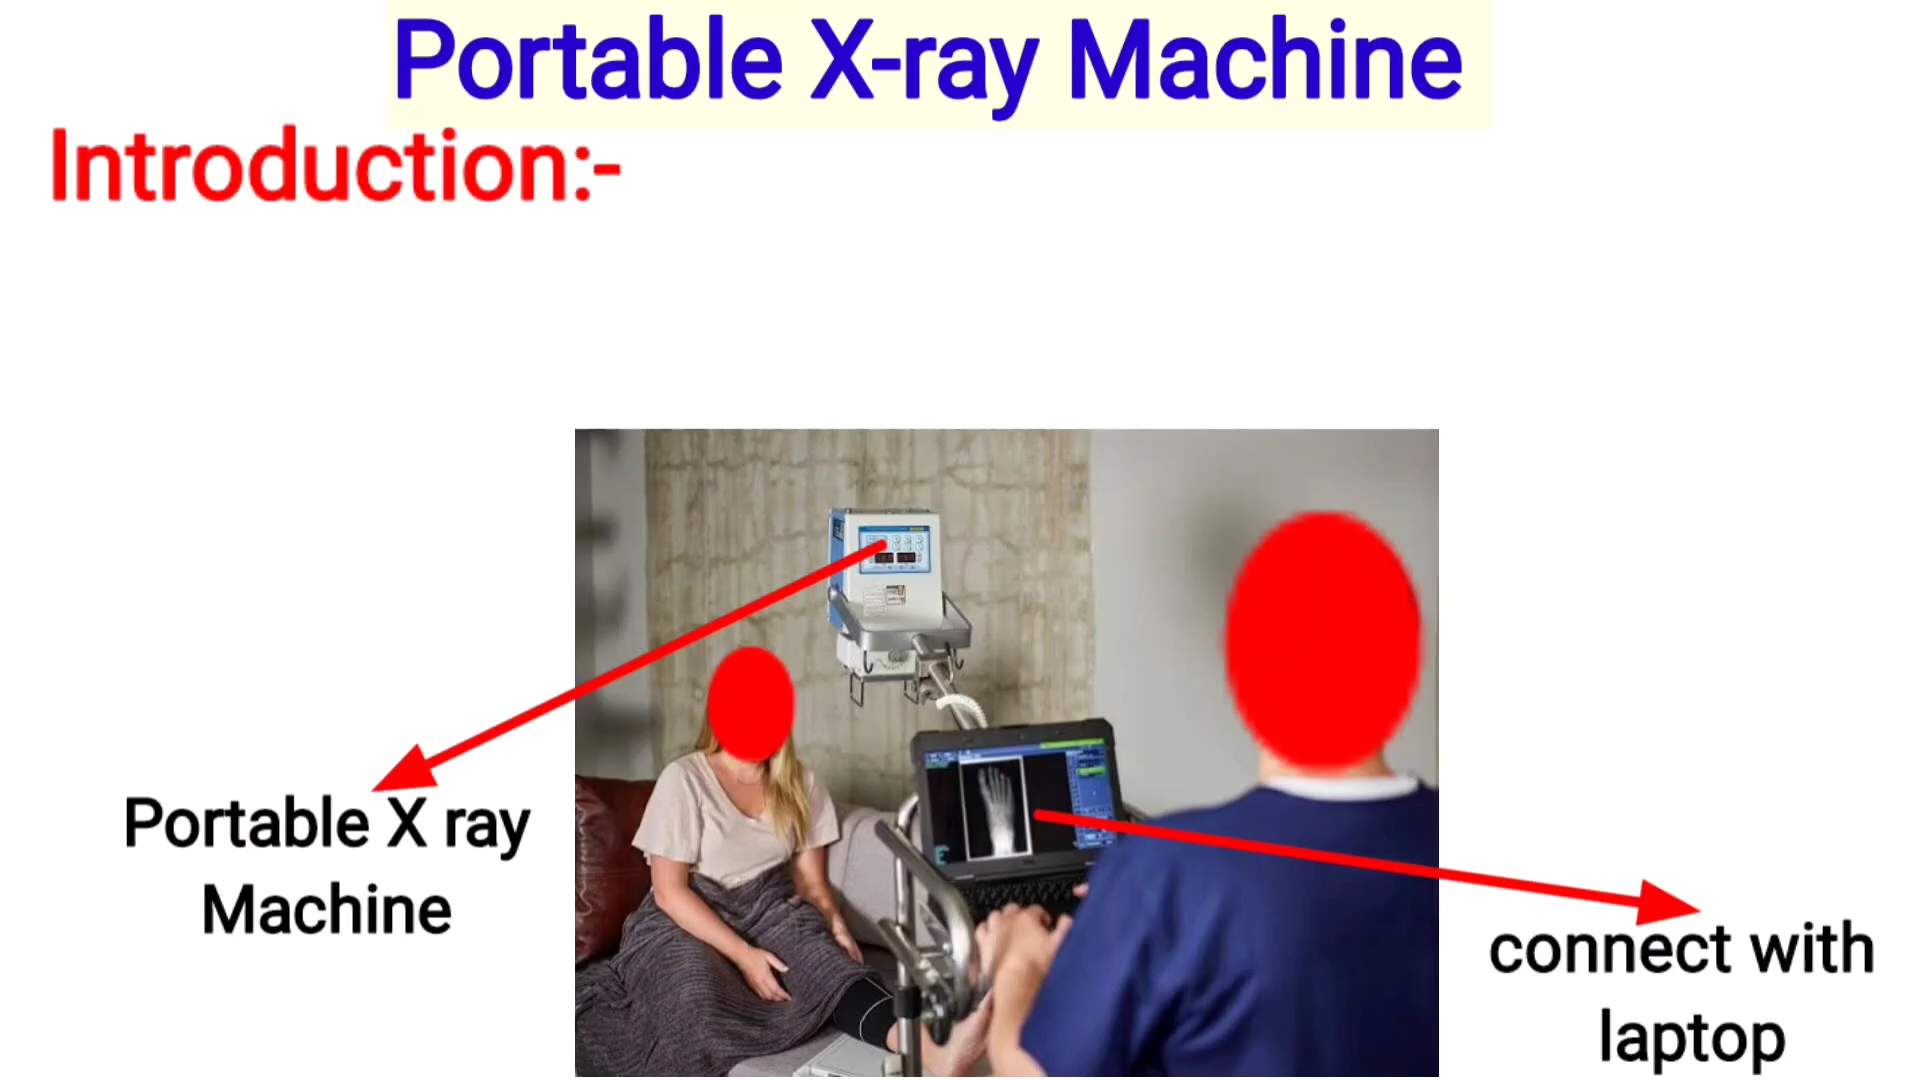 Portable X-ray Machine
Introduction:-
Portable X ray
Machine
connect with
laptop